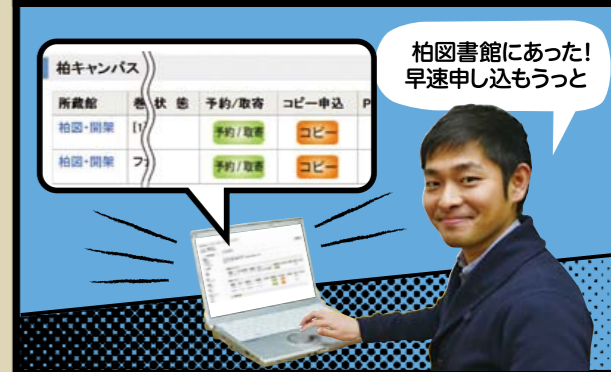 柏図書館にあった!
早速申し込もうっと
柏キャンパス
所蔵館 巻 状 態 予約/取寄 コピー申込 P
柏図・開架 [1] 予約/取寄 コピー
柏図・開架 予約/取寄 コピー